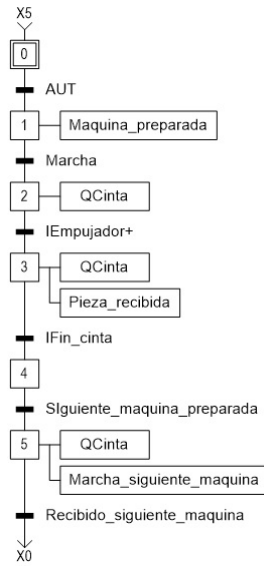 X5
0
AUT
1 Maquina_preparada
Marcha
2 QCinta
IEmpujador+
3 QCinta
Pieza_recibida
IFin_cinta
4
SIguiente_maquina_preparada
5 QCinta
Marcha_siguiente_maquina
Recibido_siguiente_maquina
X0